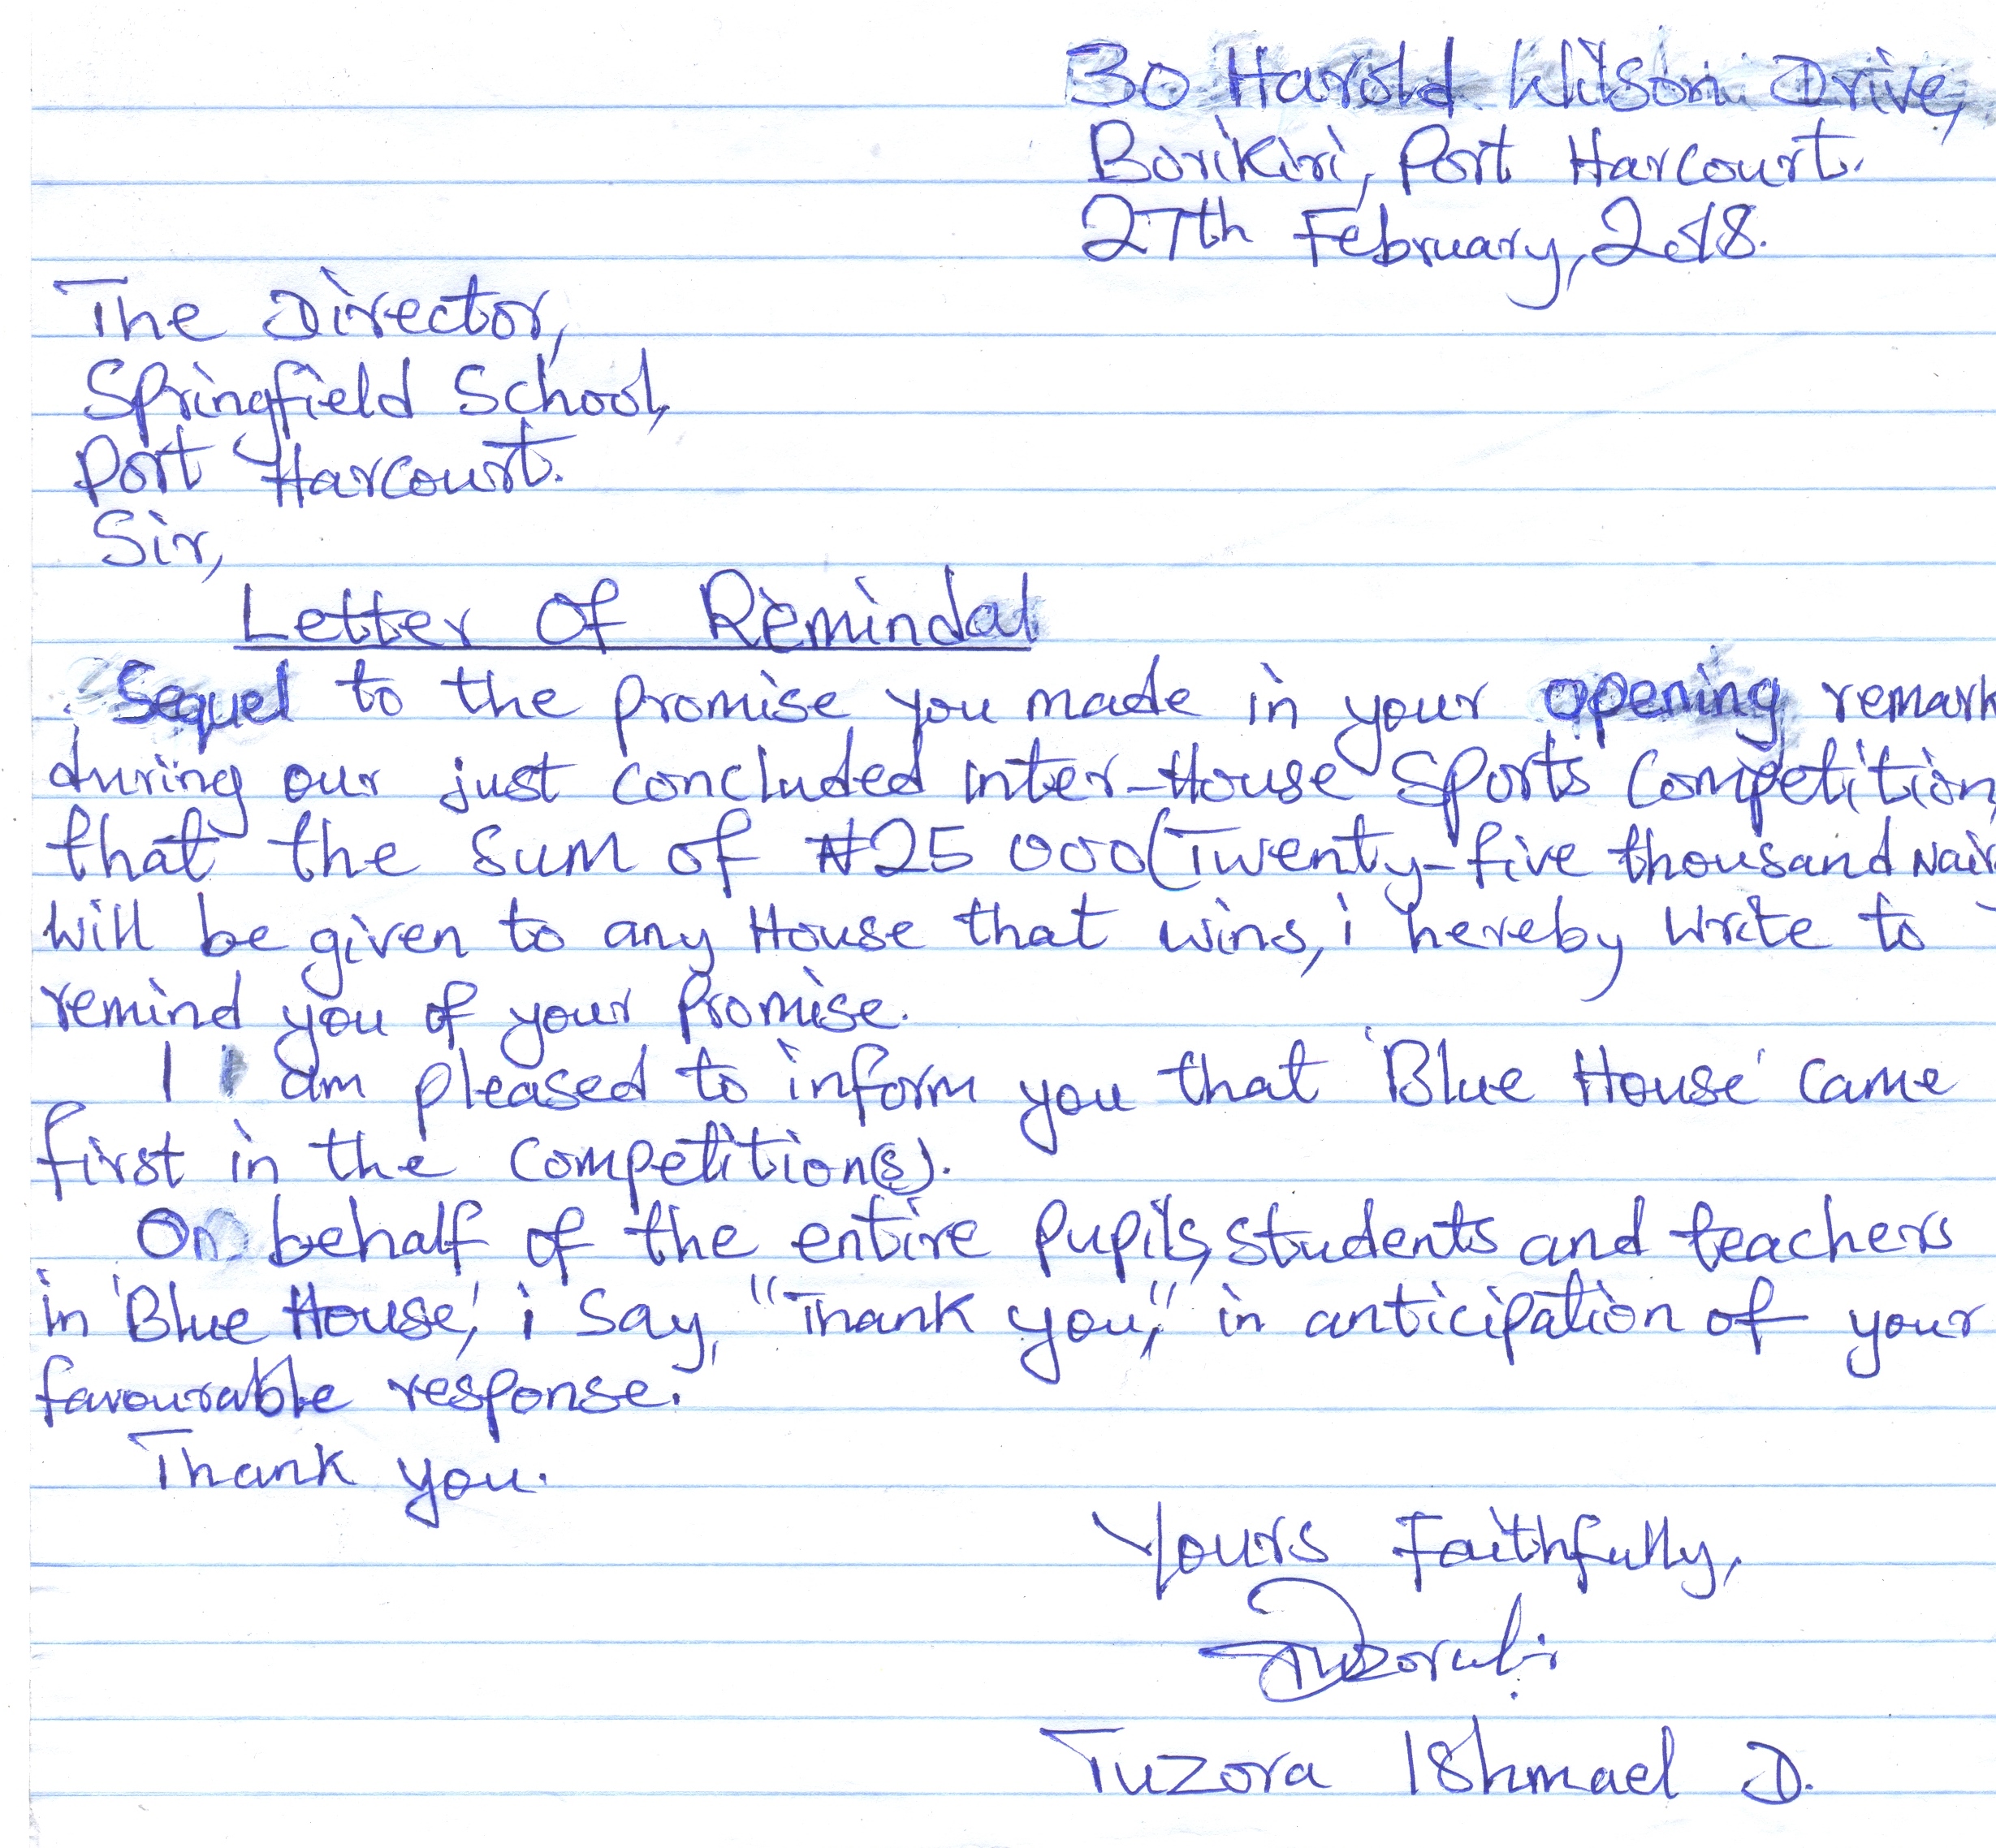 30 Harold Wilson Drive,
Borikiri, Port Harcourt.
27th February, 2018.
The Director,
Springfield School,
Port Harcourt.
Sir,
Letter Of Remindal
Sequel to the promise you made in your opening remark
during our just concluded inter-House Sports Competition,
that the sum of ₦25 000 (Twenty-five thousand Nair
will be given to any House that wins, i hereby write to
remind you of your promise.
I am pleased to inform you that 'Blue House' came
first in the competition(s).
On behalf of the entire pupils, students and teachers
in 'Blue House,' i say, "Thank you," in anticipation of your
favourable response.
Thank you.
Yours Faithfully,
Tuzora Ishmael D.